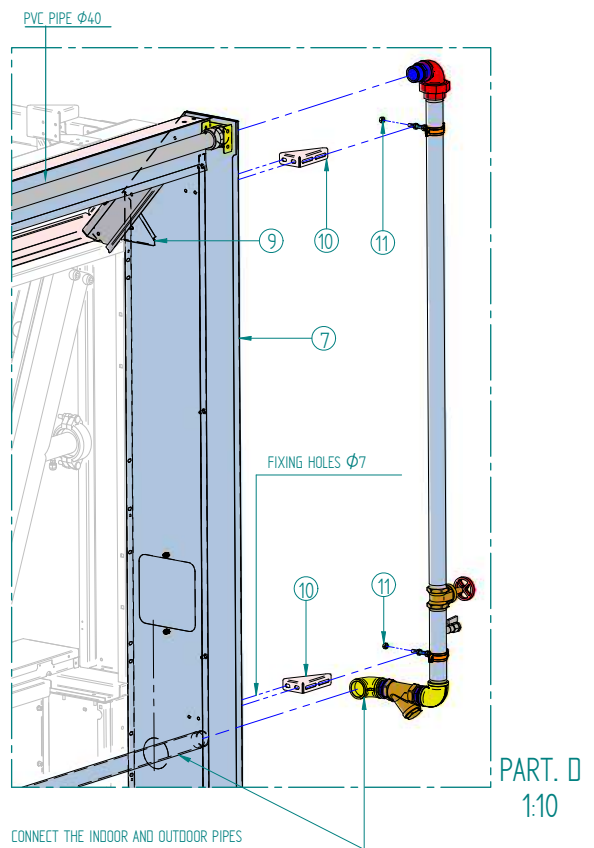 PVC PIPE Φ40
11
9
10
11
7
FIXING HOLES Φ7
10
11
PART. D
1:10
CONNECT THE INDOOR AND OUTDOOR PIPES